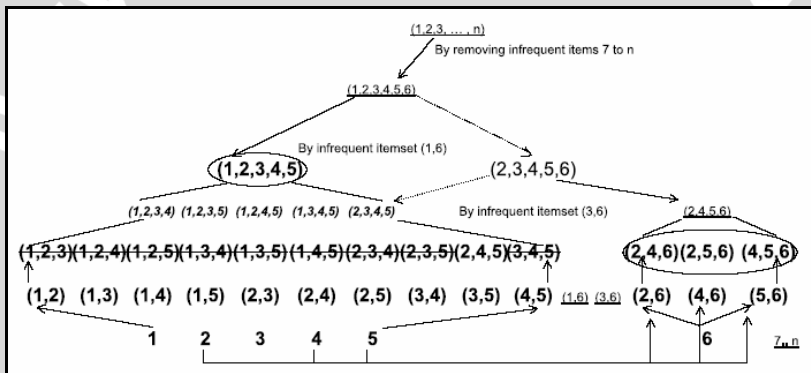 (1,2,3, ... , n)
By removing infrequent items 7 to n
(1,2,3,4,5,6)
By infrequent itemset (1,6)
(1,2,3,4,5) (2,3,4,5,6)
(1,2,3,4) (1,2,3,5) (1,2,4,5) (1,3,4,5) (2,3,4,5) By infrequent itemset (3,6) (2,4,5,6)
(1,2,3)(1,2,4)(1,2,5)(1,3,4)(1,3,5)(1,4,5)(2,3,4)(2,3,5)(2,4,5)(3,4,5) (2,4,6)(2,5,6) (4,5,6)
(1,2) (1,3) (1,4) (1,5) (2,3) (2,4) (2,5) (3,4) (3,5) (4,5) (1,6) (3,6) (2,6) (4,6) (5,6)
1 2 3 4 5 6 7,, n